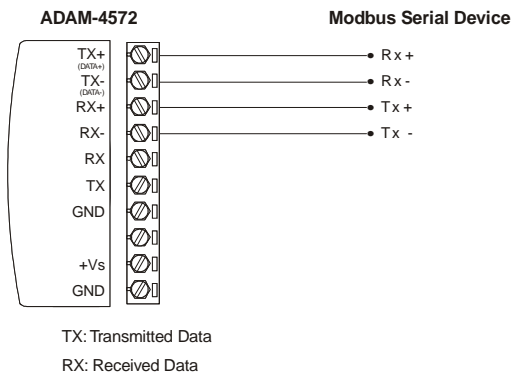 ADAM-4572 Modbus Serial Device
TX+ Rx+
(DATA+)
TX- Rx-
(DATA-)
RX+ Tx+
RX- Tx -
RX
TX
GND
+Vs
GND
TX: Transmitted Data
RX: Received Data